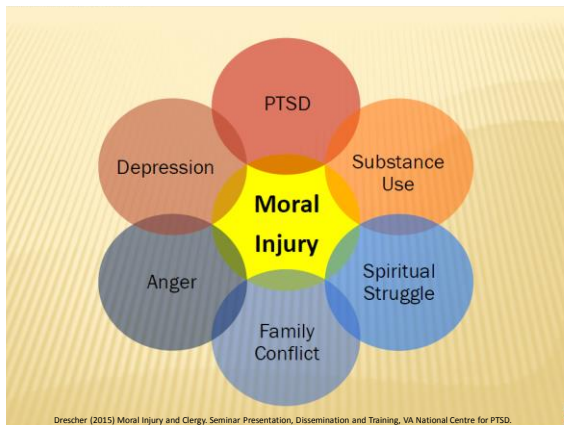 PTSD
Depression
Substance
Use
Moral
Injury
Anger
Spiritual
Struggle
Family
Conflict
Drescher (2015) Moral Injury and Clergy. Seminar Presentation, Dissemination and Training, VA National Centre for PTSD.